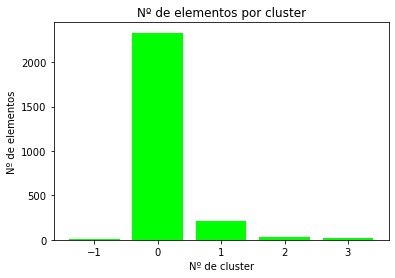 Nº de elementos por cluster
Nº de elementos
2000
1500
1000
500
0
−1 0 1 2 3
Nº de cluster